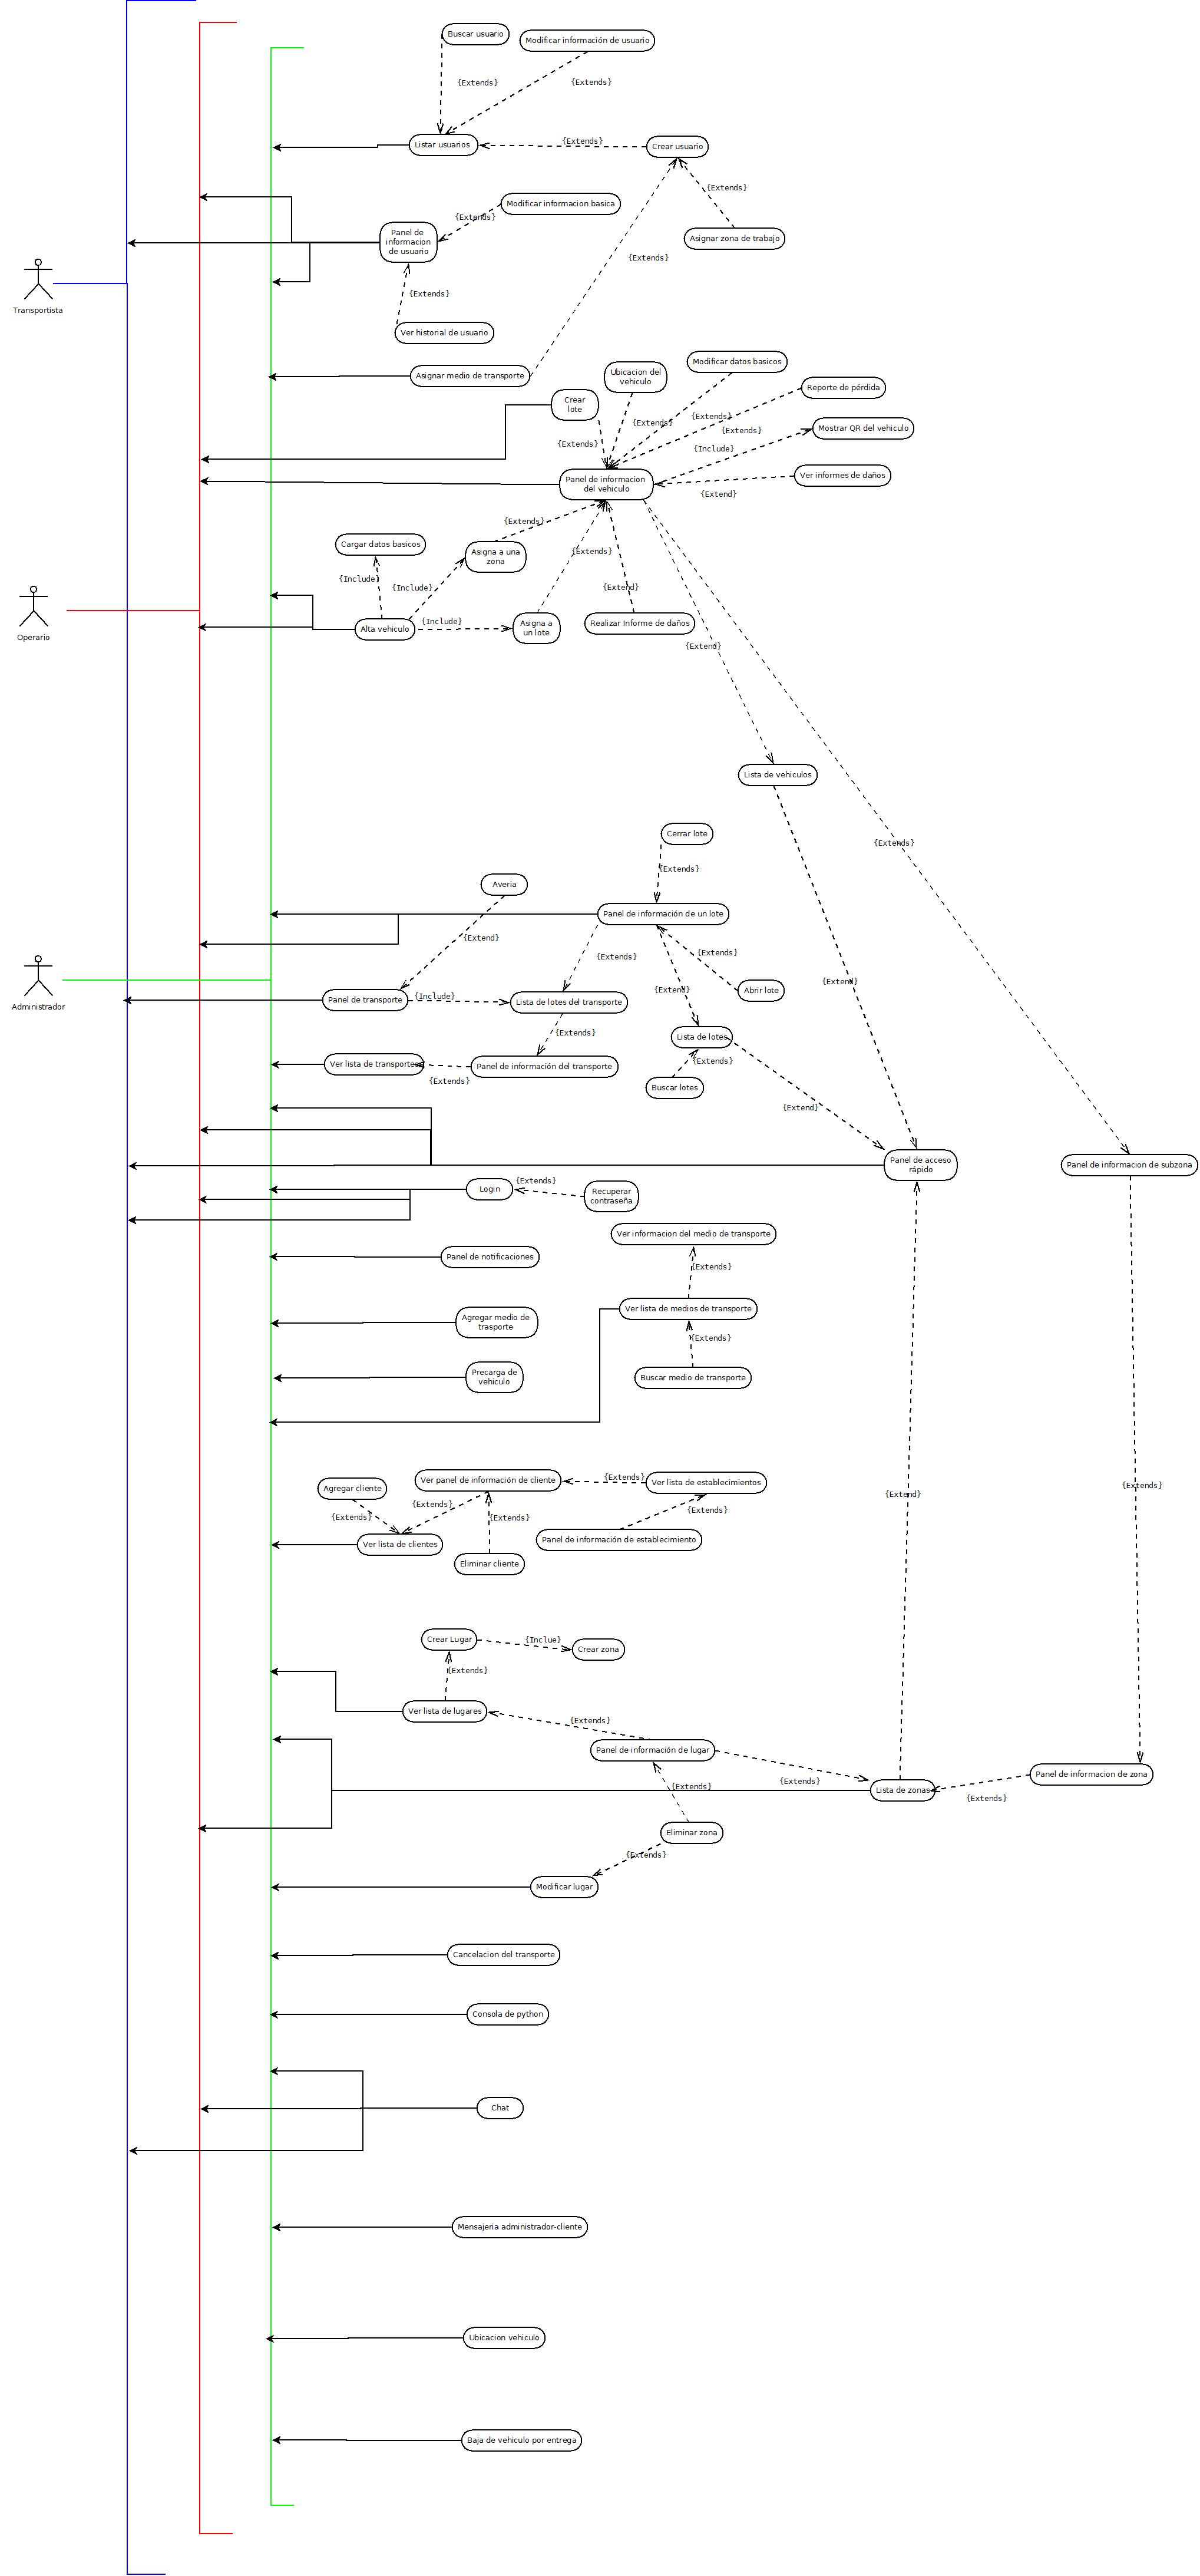 Buscar usuario
Modificar información de usuario
{Extends}
{Extends}
Listar usuarios
{Extends}
Crear usuario
{Extends}
Modificar informacion basica
{Extends}
Panel de
informacion
de usuario
Asignar zona de trabajo
{Extends}
{Extends}
Transportista
Ver historial de usuario
Asignar medio de transporte
Modificar datos basicos
Ubicacion del
vehiculo
Reporte de pérdida
Crear
lote
{Extends}
{Extends}
{Extends}
Mostrar QR del vehiculo
{Extends}
{Include}
Panel de informacion
del vehiculo
Ver informes de daños
{Extend}
{Extends}
Cargar datos basicos
Asigna a una
zona
{Extends}
{Include}
{Include}
{Extend}
Alta vehiculo
{Include}
Asigna a
un lote
Realizar Informe de daños
Operario
{Extend}
Lista de vehiculos
Cerrar lote
{Extends}
{Extends}
Averia
Panel de información de un lote
{Extend}
{Extends}
{Extends}
{Extend}
Administrador
Panel de transporte
{Include}
Lista de lotes del transporte
{Extend}
Abrir lote
{Extends}
Lista de lotes
Ver lista de transportes
{Extends}
Panel de información del transporte
{Extends}
Buscar lotes
{Extend}
Panel de acceso
rápido
Panel de informacion de subzona
Login
{Extends}
Recuperar
contraseña
Ver informacion del medio de transporte
Panel de notificaciones
{Extends}
Ver lista de medios de transporte
Agregar medio de
trasporte
{Extends}
Precarga de
vehiculo
Buscar medio de transporte
Ver panel de información de cliente
{Extends}
Ver lista de establecimientos
Agregar cliente
{Extends}
{Extends}
{Extends}
{Extends}
{Extend}
{Extends}
Ver lista de clientes
Panel de información de establecimiento
Eliminar cliente
Crear Lugar
{Inclue}
Crear zona
{Extends}
Ver lista de lugares
{Extends}
Panel de información de lugar
{Extends}
{Extends}
Lista de zonas
Panel de informacion de zona
{Extends}
Eliminar zona
{Extends}
Modificar lugar
Cancelacion del transporte
Consola de python
Chat
Mensajeria administrador-cliente
Ubicacion vehiculo
Baja de vehiculo por entrega